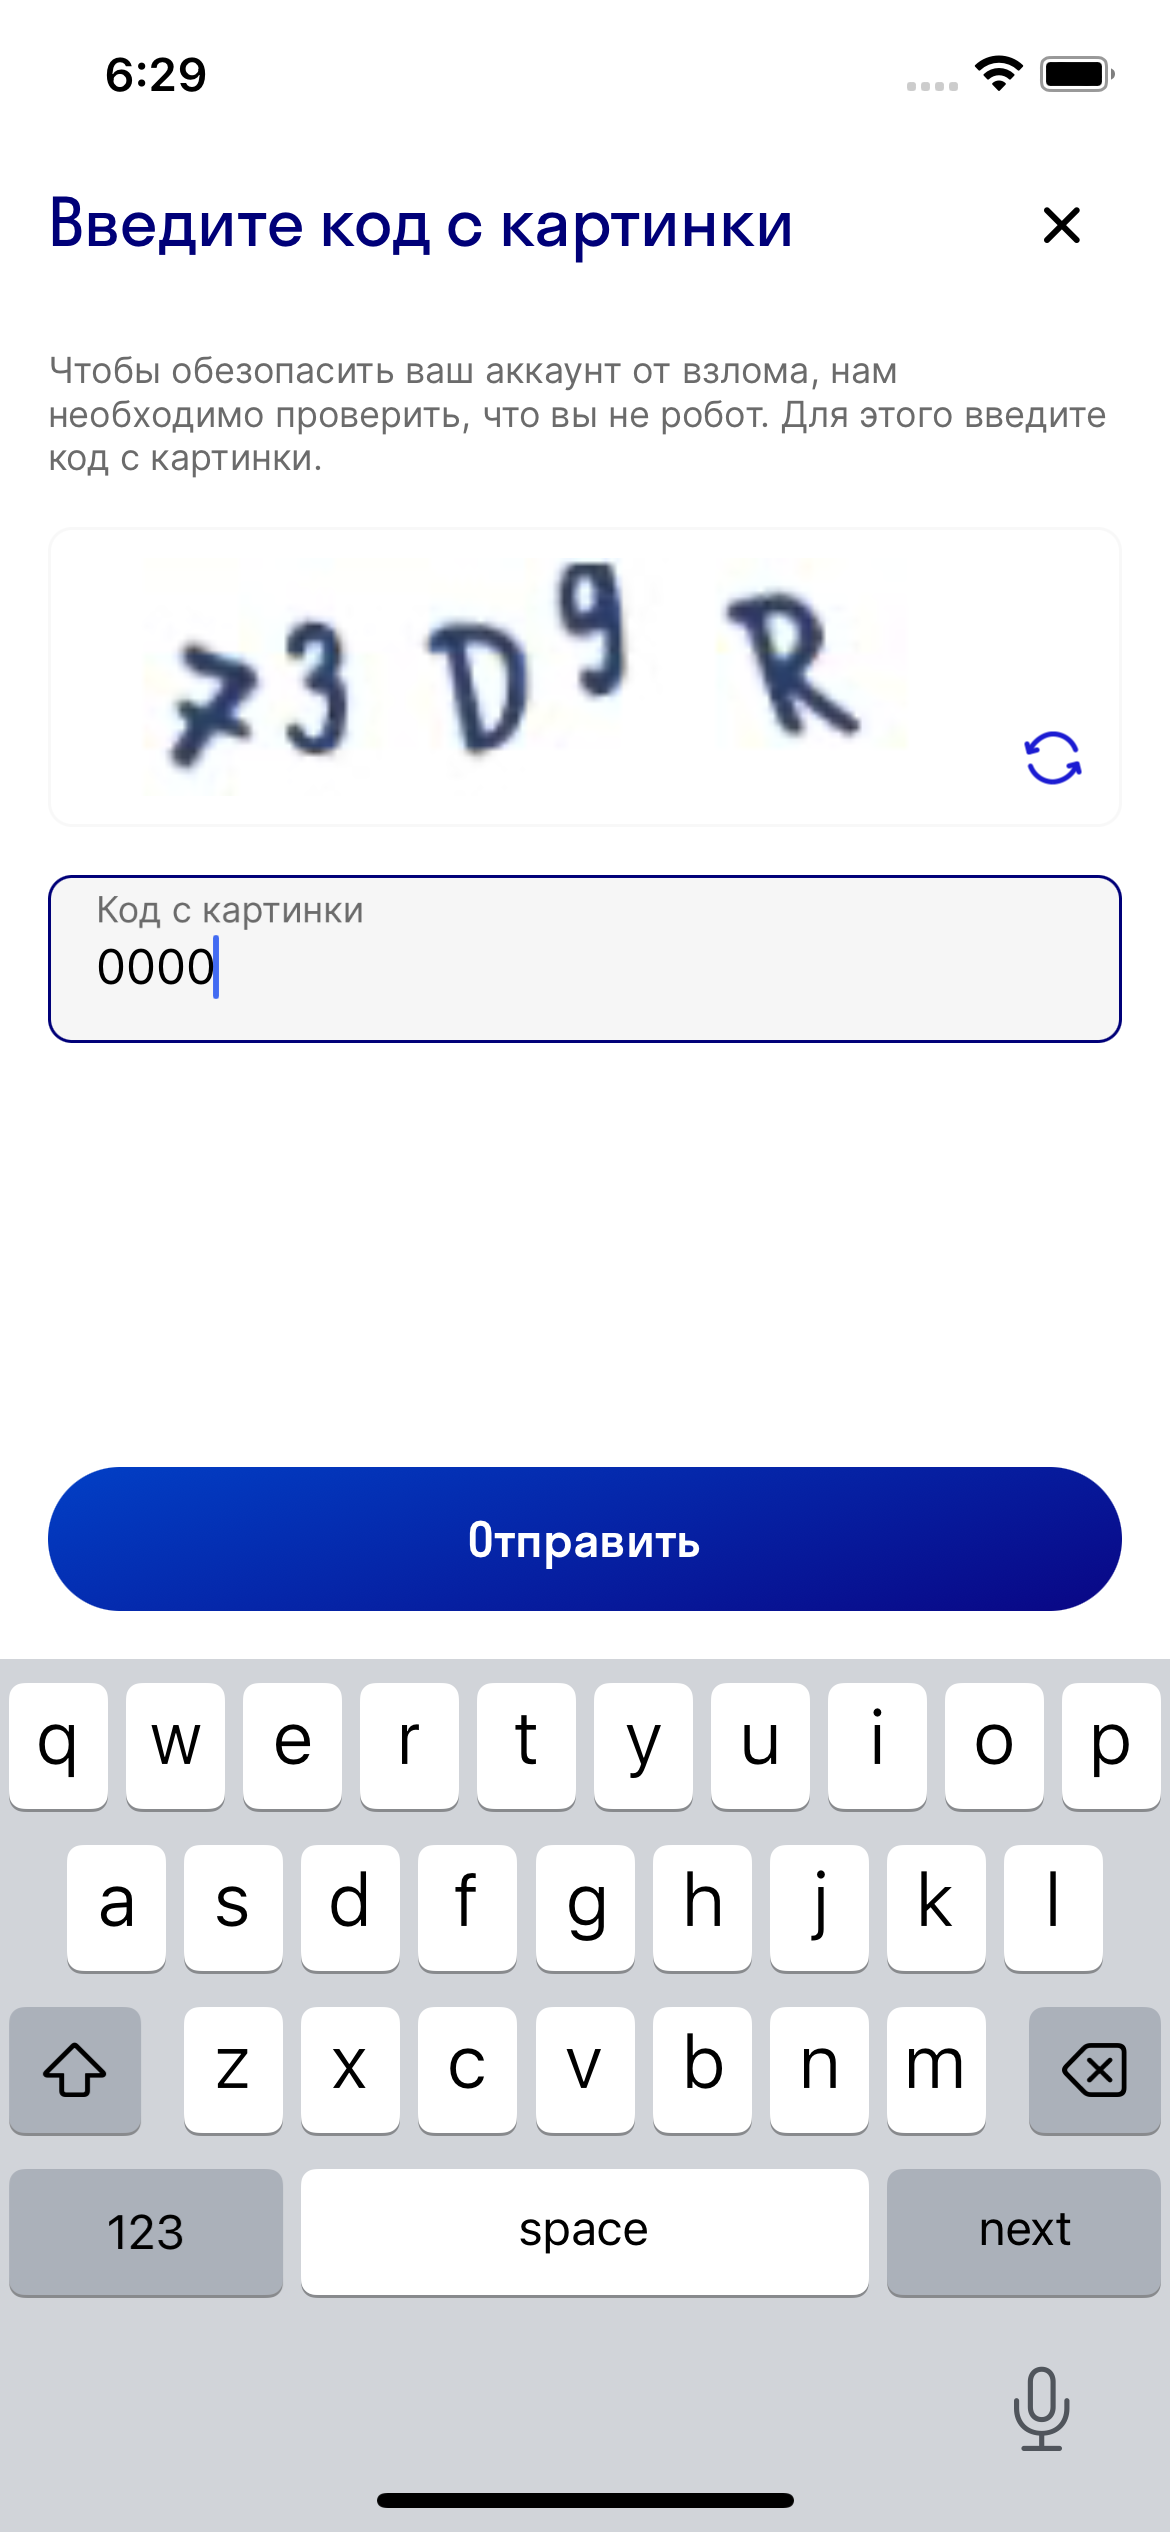 6:29
Введите код с картинки
Чтобы обезопасить ваш аккаунт от взлома, нам
необходимо проверить, что вы не робот. Для этого введите
код с картинки.
73D9R
Код с картинки
0000
Отправить
q w e r t y u i o p
a s d f g h j k l
z x c v b n m
123 space next